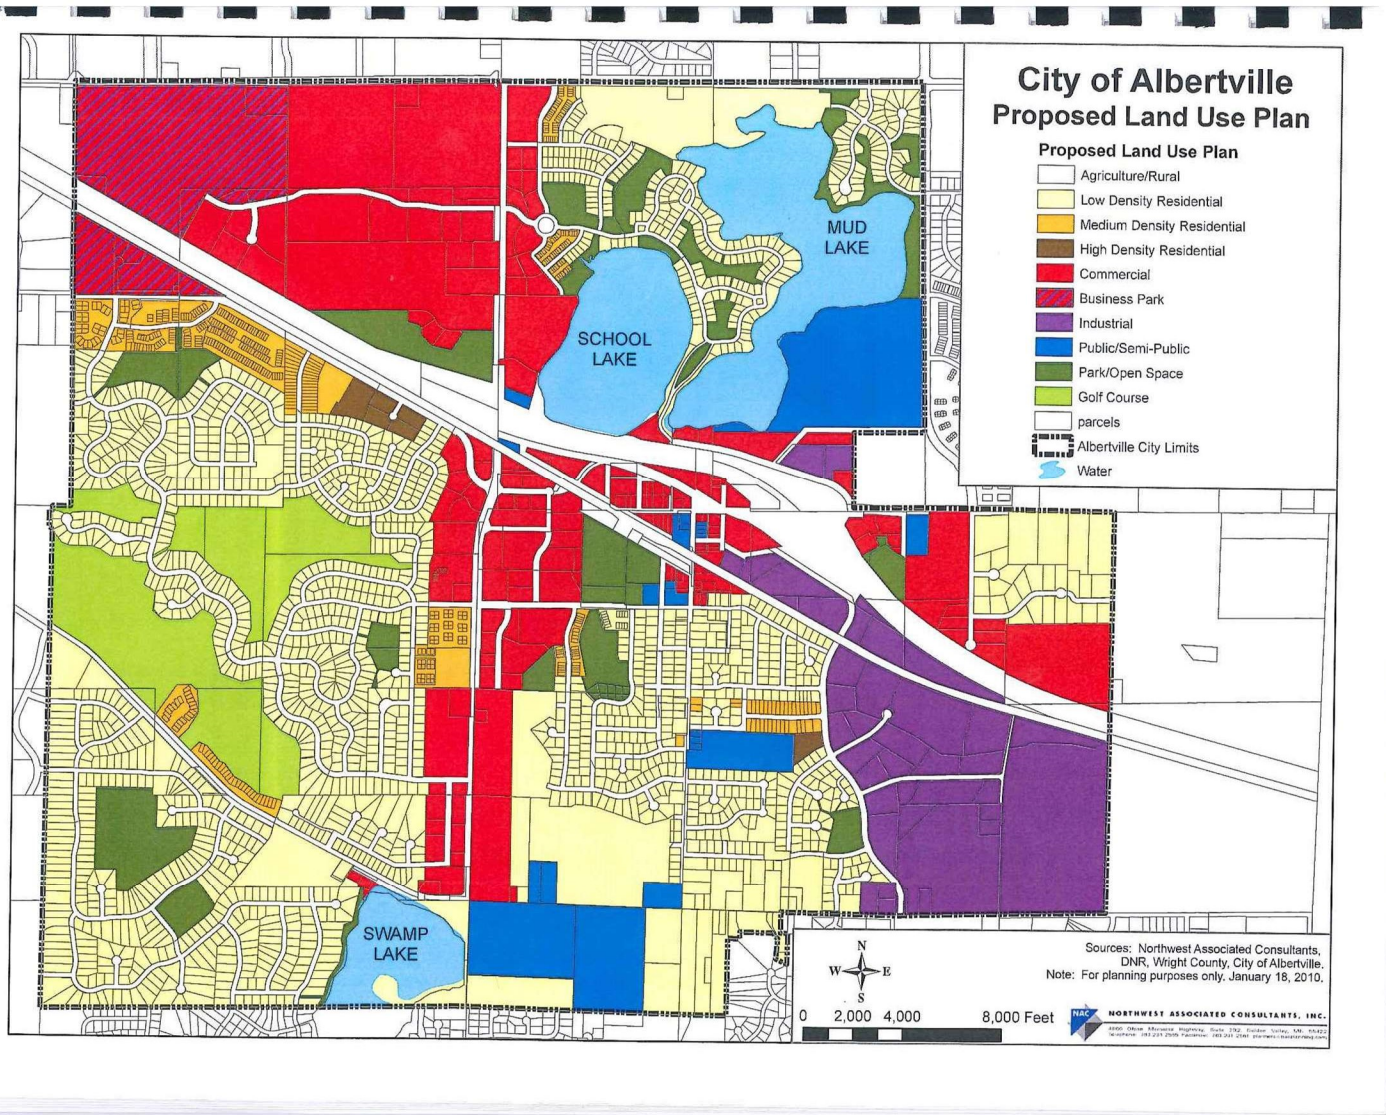 City of Albertville
Proposed Land Use Plan
Proposed Land Use Plan
Agriculture/Rural
Low Density Residential
Medium Density Residential
High Density Residential
Commercial
Business Park
Industrial
Public/Semi-Public
Park/Open Space
Golf Course
parcels
Albertville City Limits
Water
MUD
LAKE
SCHOOL
LAKE
SWAMP
LAKE
N
W E
S
0 2,000 4,000 8,000 Feet
Sources: Northwest Associated Consultants,
DNR, Wright County, City of Albertville.
Note: For planning purposes only. January 18, 2010.
NAC
NORTHWEST ASSOCIATED CONSULTANTS, INC.